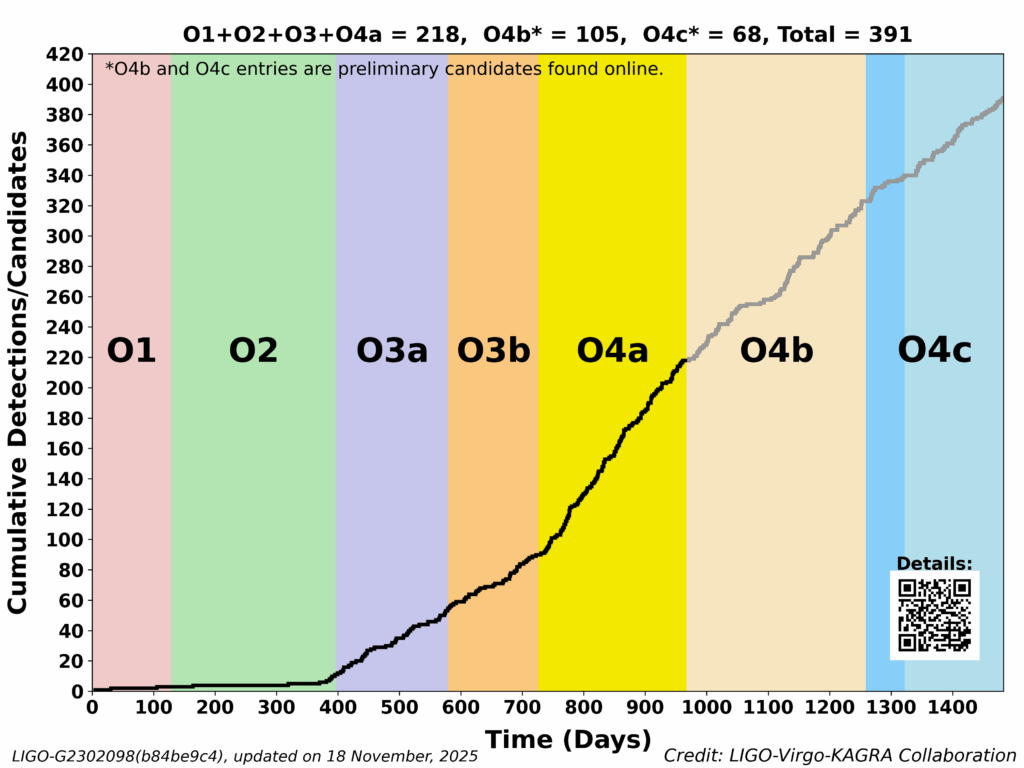 O1+O2+O3+O4a = 218, O4b* = 105, O4c* = 68, Total = 391
*O4b and O4c entries are preliminary candidates found online.
Cumulative Detections/Candidates
420
400
380
360
340
320
300
280
260
240
220
200
180
160
140
120
100
80
60
40
20
0
O1 O2 O3a O3b O4a O4b O4c
Details:
0 100 200 300 400 500 600 700 800 900 1000 1100 1200 1300 1400
Time (Days)
LIGO-G2302098(b84be9c4), updated on 18 November, 2025
Credit: LIGO-Virgo-KAGRA Collaboration